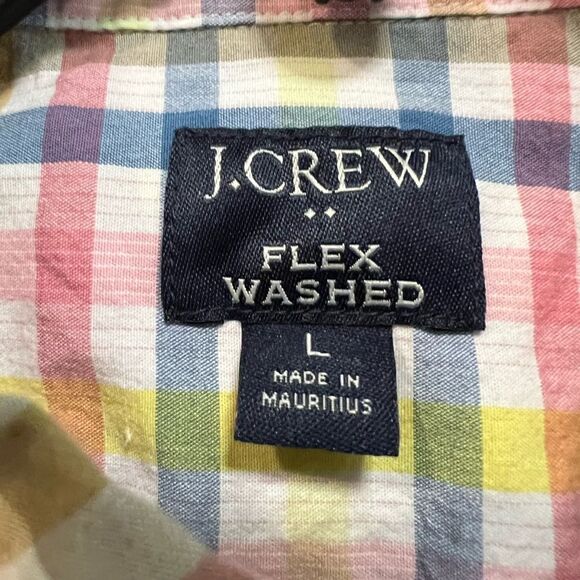 J.CREW
FLEX
WASHED
L
MADE IN
MAURITIUS